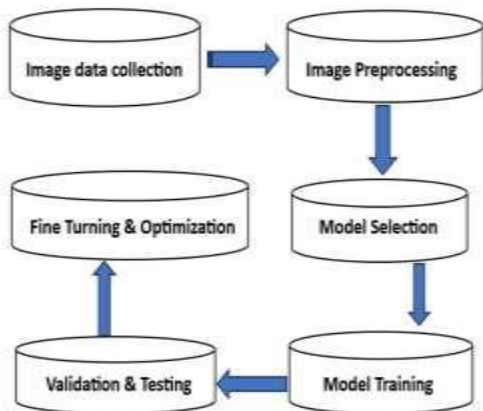 Image data collection
Image Preprocessing
Model Selection
Model Training
Validation & Testing
Fine Turning & Optimization